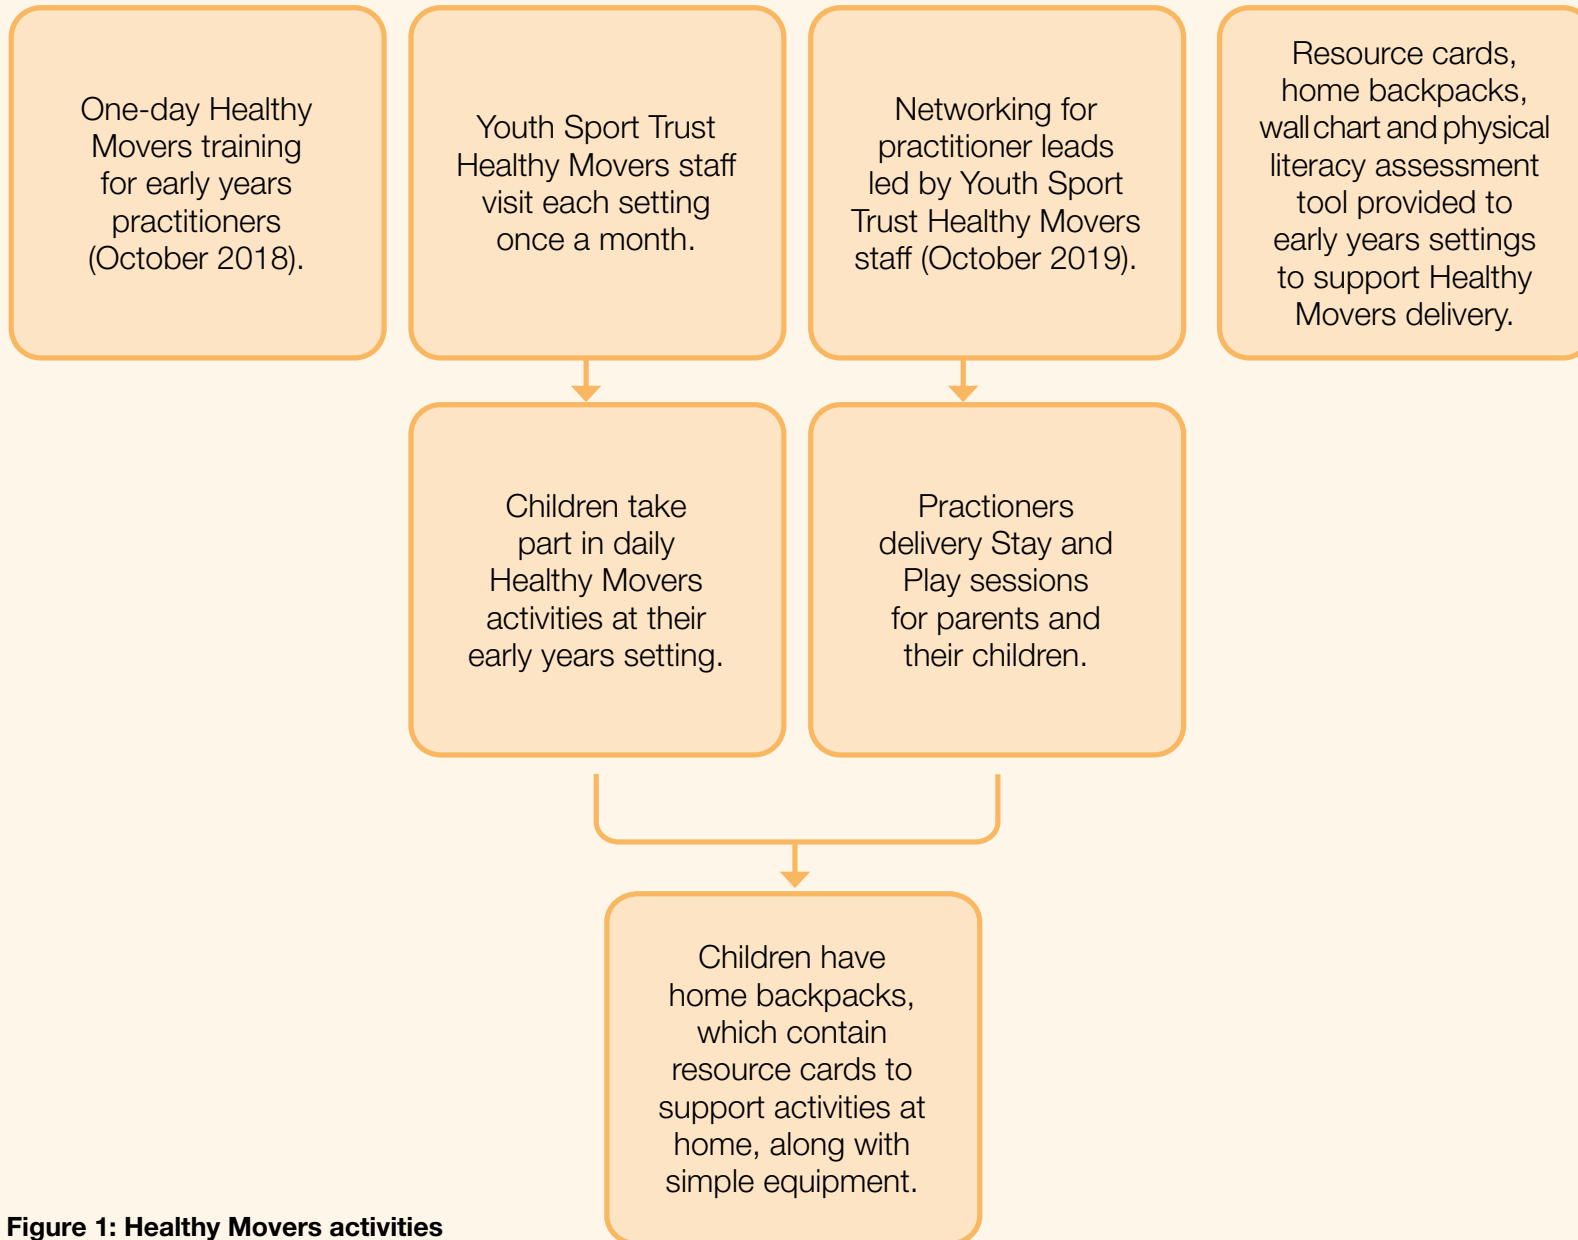 One-day Healthy
Movers training
for early years
practitioners
(October 2018).
Youth Sport Trust
Healthy Movers staff
visit each setting
once a month.
Networking for
practitioner leads
led by Youth Sport
Trust Healthy Movers
staff (October 2019).
Resource cards,
home backpacks,
wall chart and physical
literacy assessment
tool provided to
early years settings
to support Healthy
Movers delivery.
Children take
part in daily
Healthy Movers
activities at their
early years setting.
Practioners
delivery Stay and
Play sessions
for parents and
their children.
Children have
home backpacks,
which contain
resource cards to
support activities at
home, along with
simple equipment.
Figure 1: Healthy Movers activities